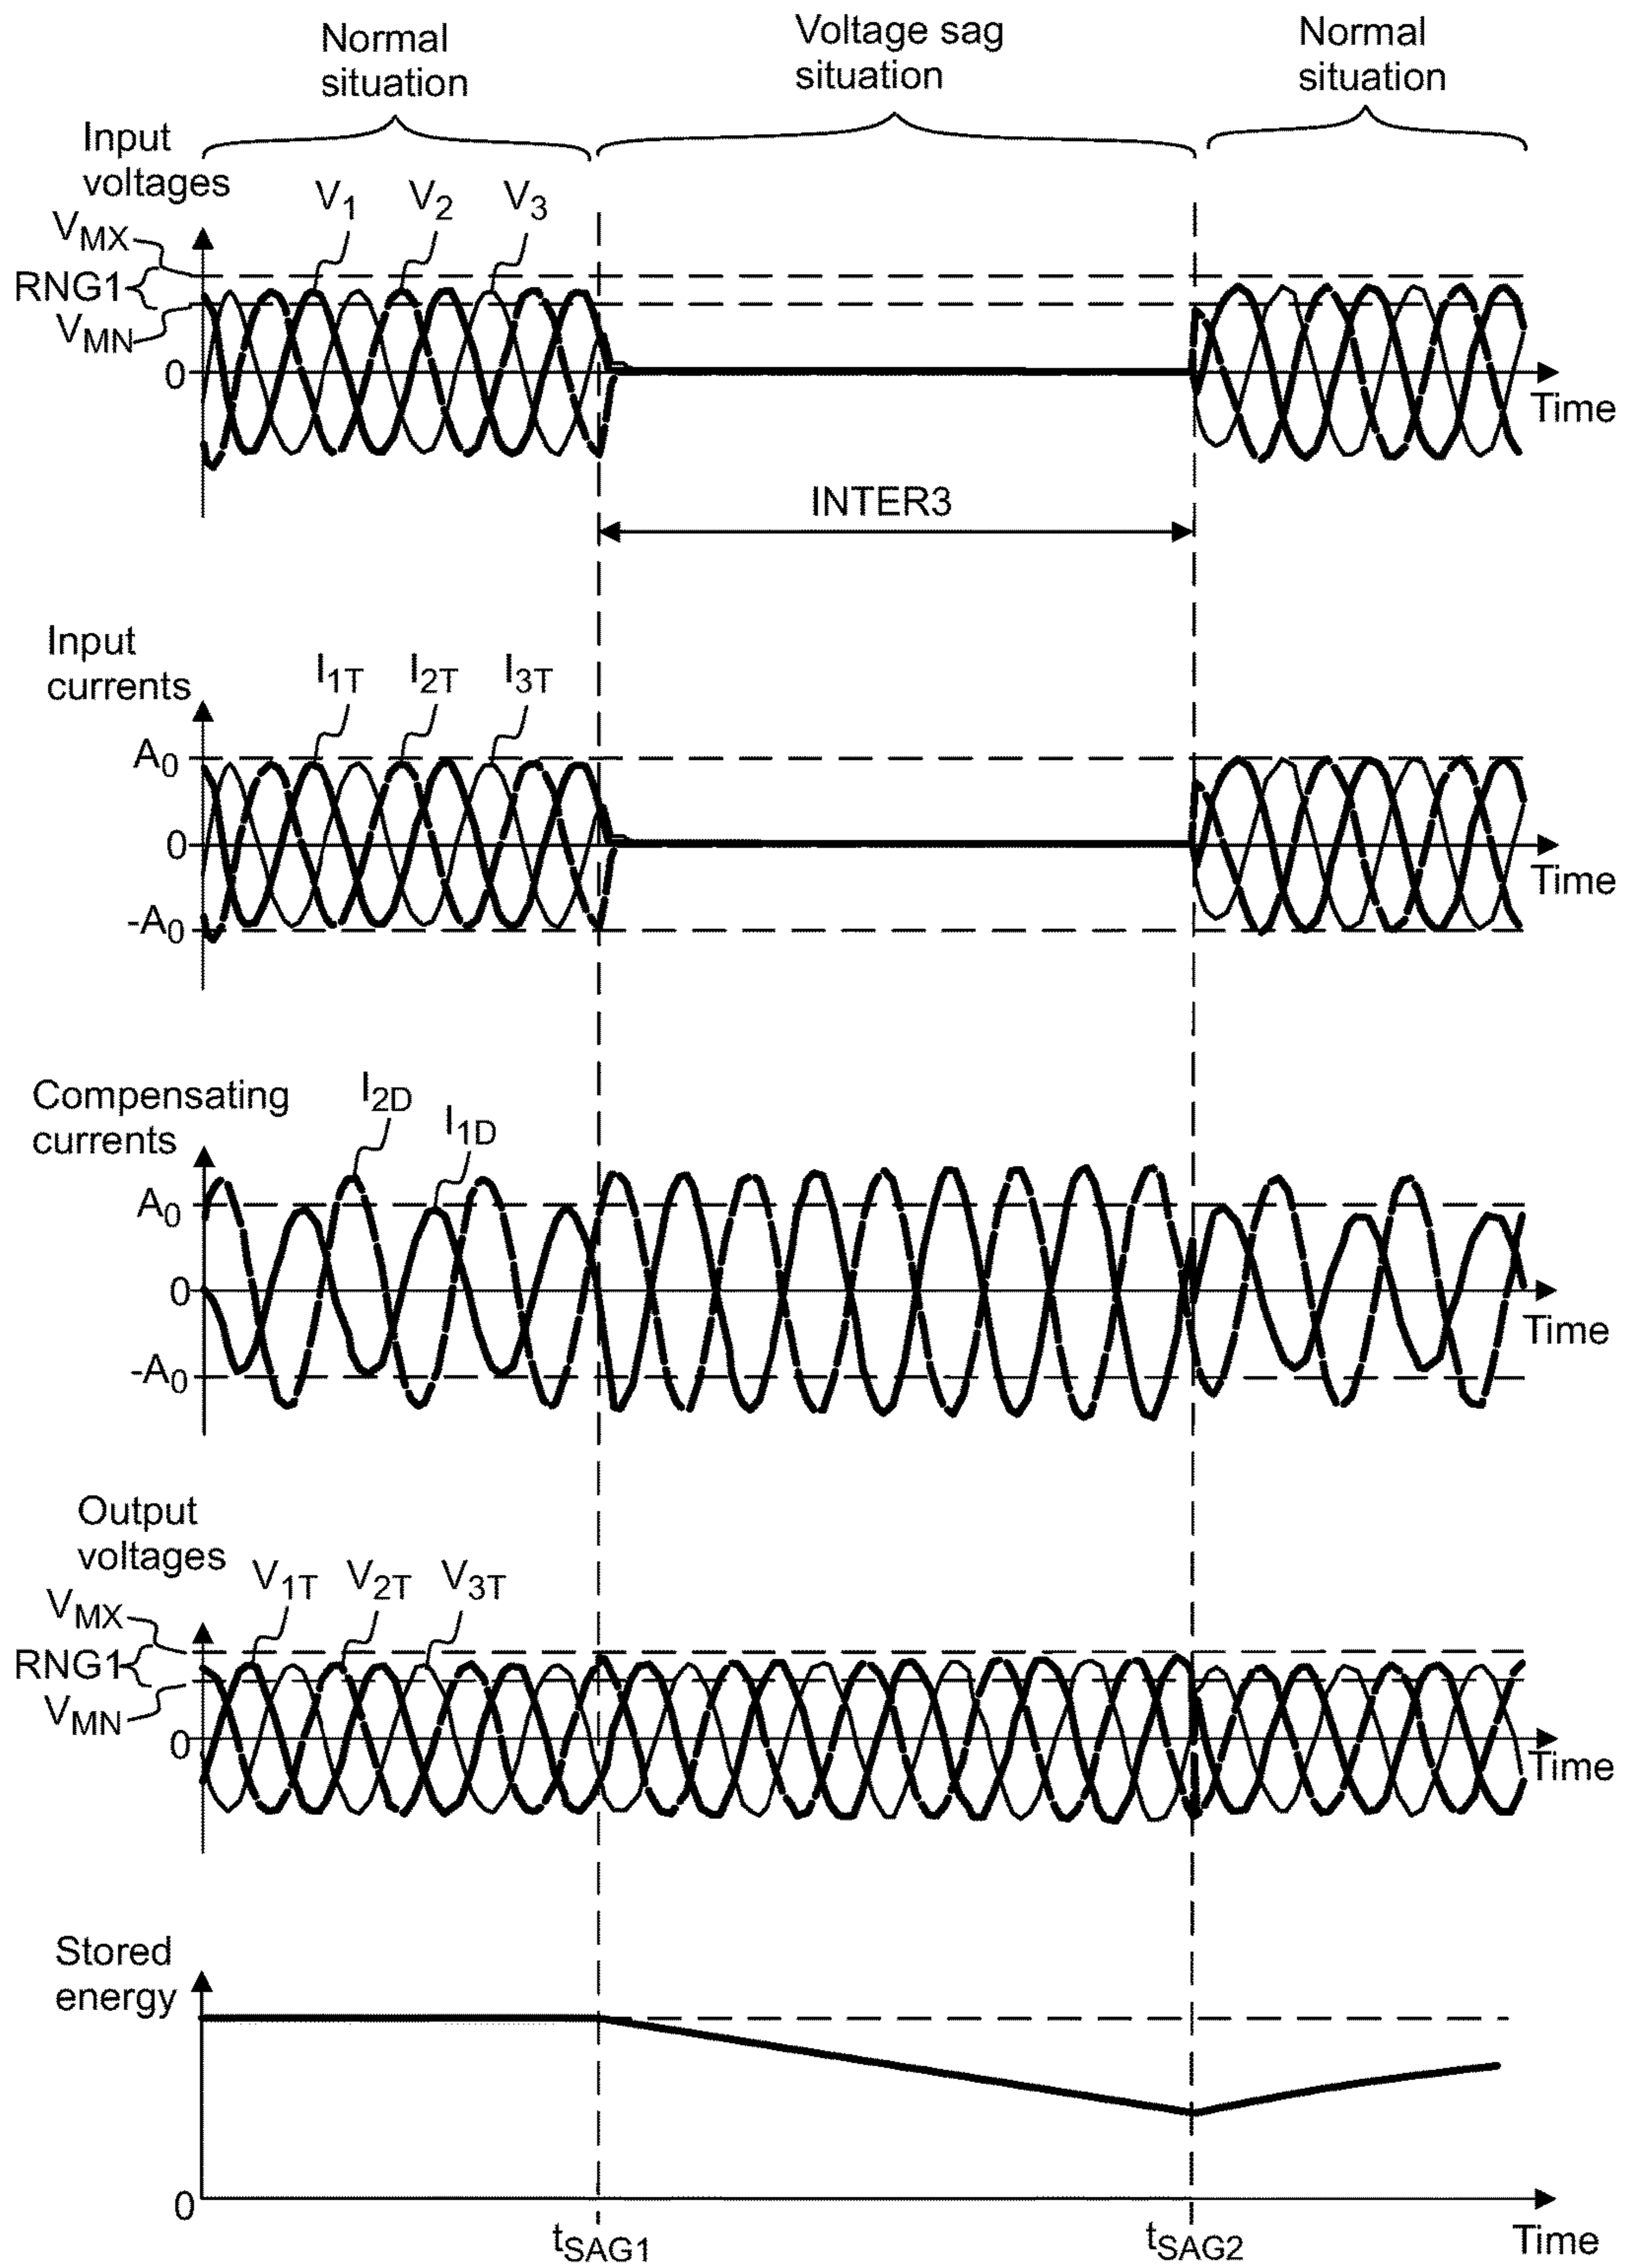 Normal
situation
Voltage sag
situation
Normal
situation
Input
voltages
V1 V2 V3
VMX
RNG1
VMN
0
Time
INTER3
Input
currents
I1T I2T I3T
A0
0
Time
-A0
Compensating
currents
I2D
I1D
A0
0
Time
-A0
Output
voltages
V1T V2T V3T
VMX
RNG1
VMN
0
Time
Stored
energy
0
tSAG1 tSAG2 Time